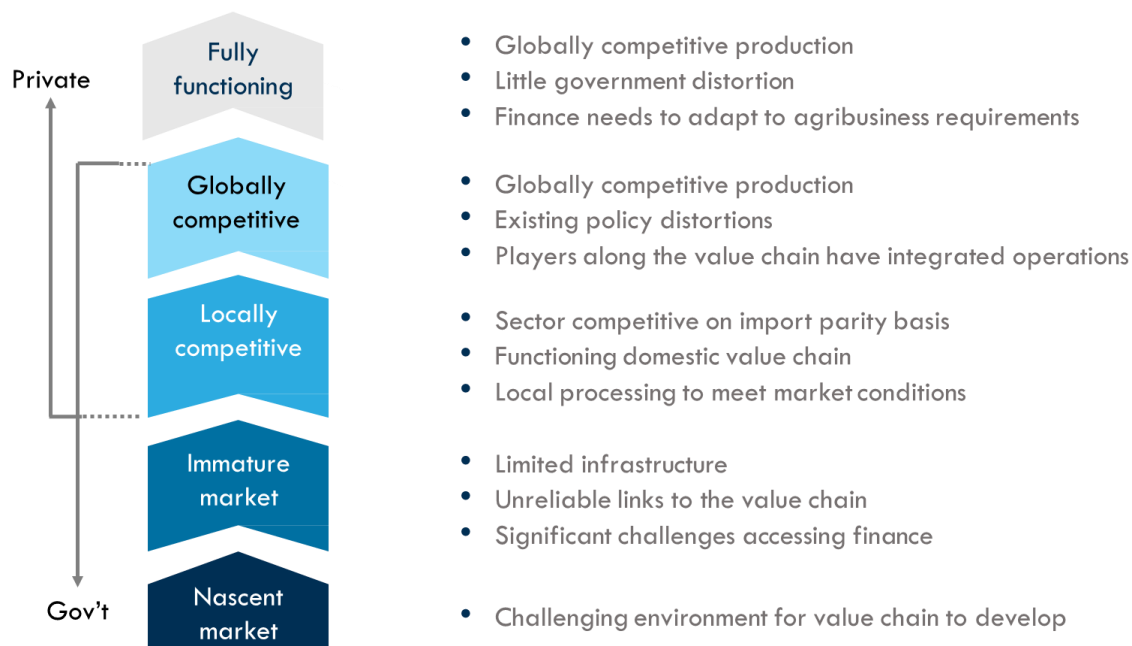 Private
Gov't
Fully
functioning
• Globally competitive production
• Little government distortion
• Finance needs to adapt to agribusiness requirements
Globally
competitive
• Globally competitive production
• Existing policy distortions
• Players along the value chain have integrated operations
Locally
competitive
• Sector competitive on import parity basis
• Functioning domestic value chain
• Local processing to meet market conditions
Immature
market
• Limited infrastructure
• Unreliable links to the value chain
• Significant challenges accessing finance
Nascent
market
• Challenging environment for value chain to develop